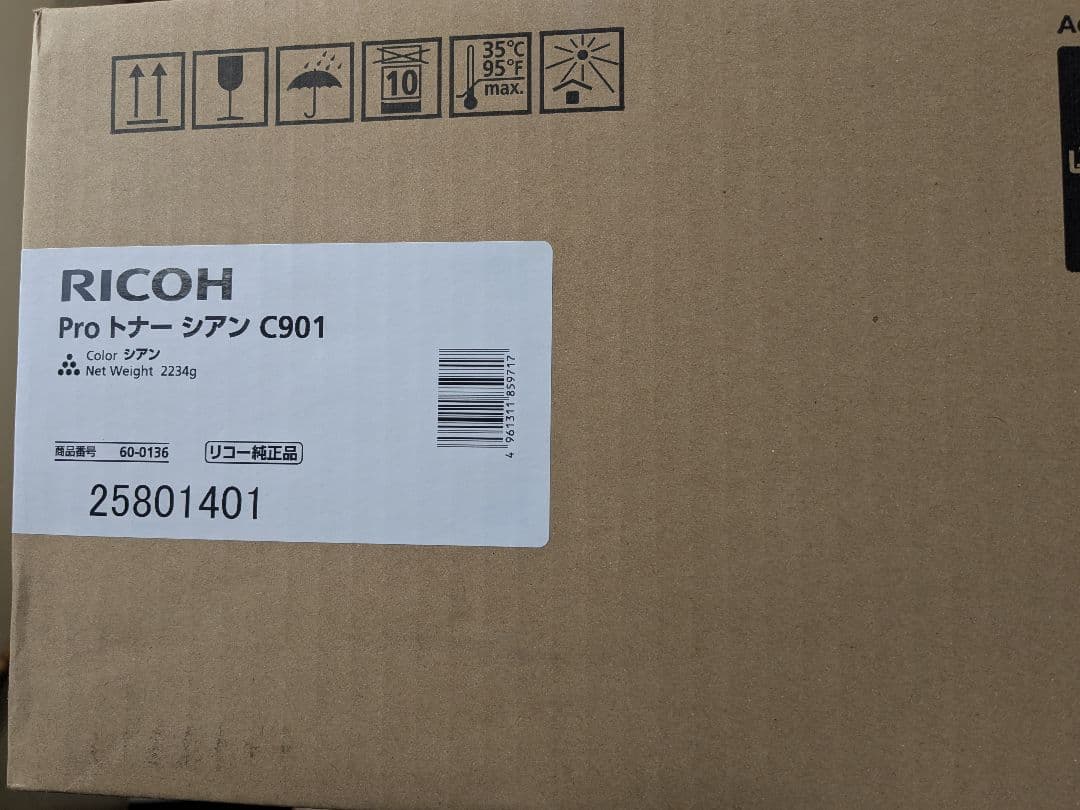 10
35°C
95°F
max.
RICOH
Pro トナー シアン C901
Color シアン
Net Weight 2234g
商品番号 60-0136
リコー純正品
25801401
4 961311 859717